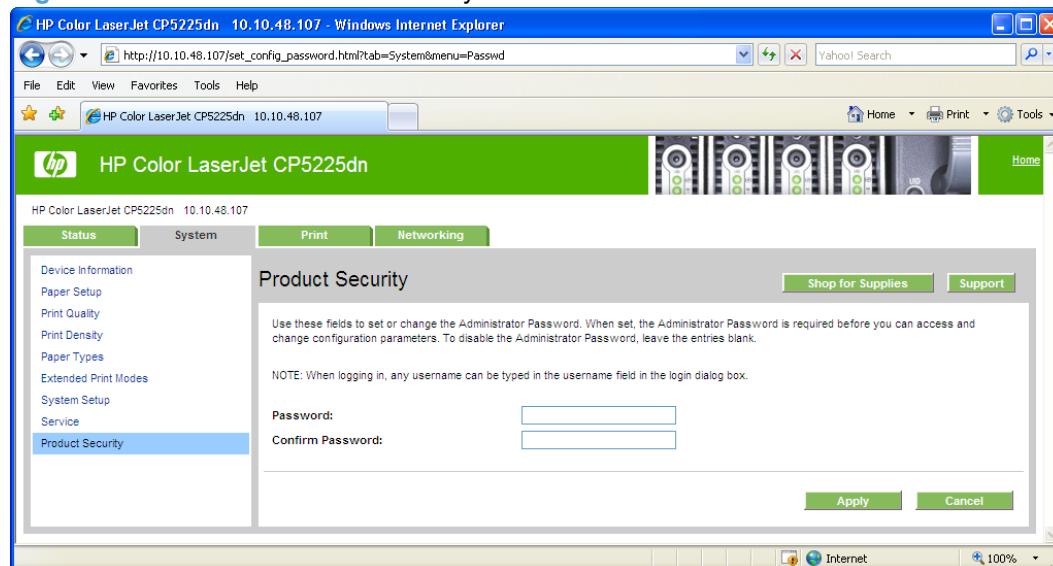 HP Color LaserJet CP5225dn 10.10.48.107 - Windows Internet Explorer
http://10.10.48.107/set_config_password.html?tab=System&menu=Passwd
Yahoo! Search
File Edit View Favorites Tools Help
HP Color LaserJet CP5225dn 10.10.48.107
Home Print Tools
hp HP Color LaserJet CP5225dn
Home
HP Color LaserJet CP5225dn 10.10.48.107
Status System Print Networking
Device Information
Paper Setup
Print Quality
Print Density
Paper Types
Extended Print Modes
System Setup
Service
Product Security
Product Security
Shop for Supplies Support
Use these fields to set or change the Administrator Password. When set, the Administrator Password is required before you can access and
change configuration parameters. To disable the Administrator Password, leave the entries blank.
NOTE: When logging in, any username can be typed in the username field in the login dialog box.
Password:
Confirm Password:
Apply Cancel
Internet 100%